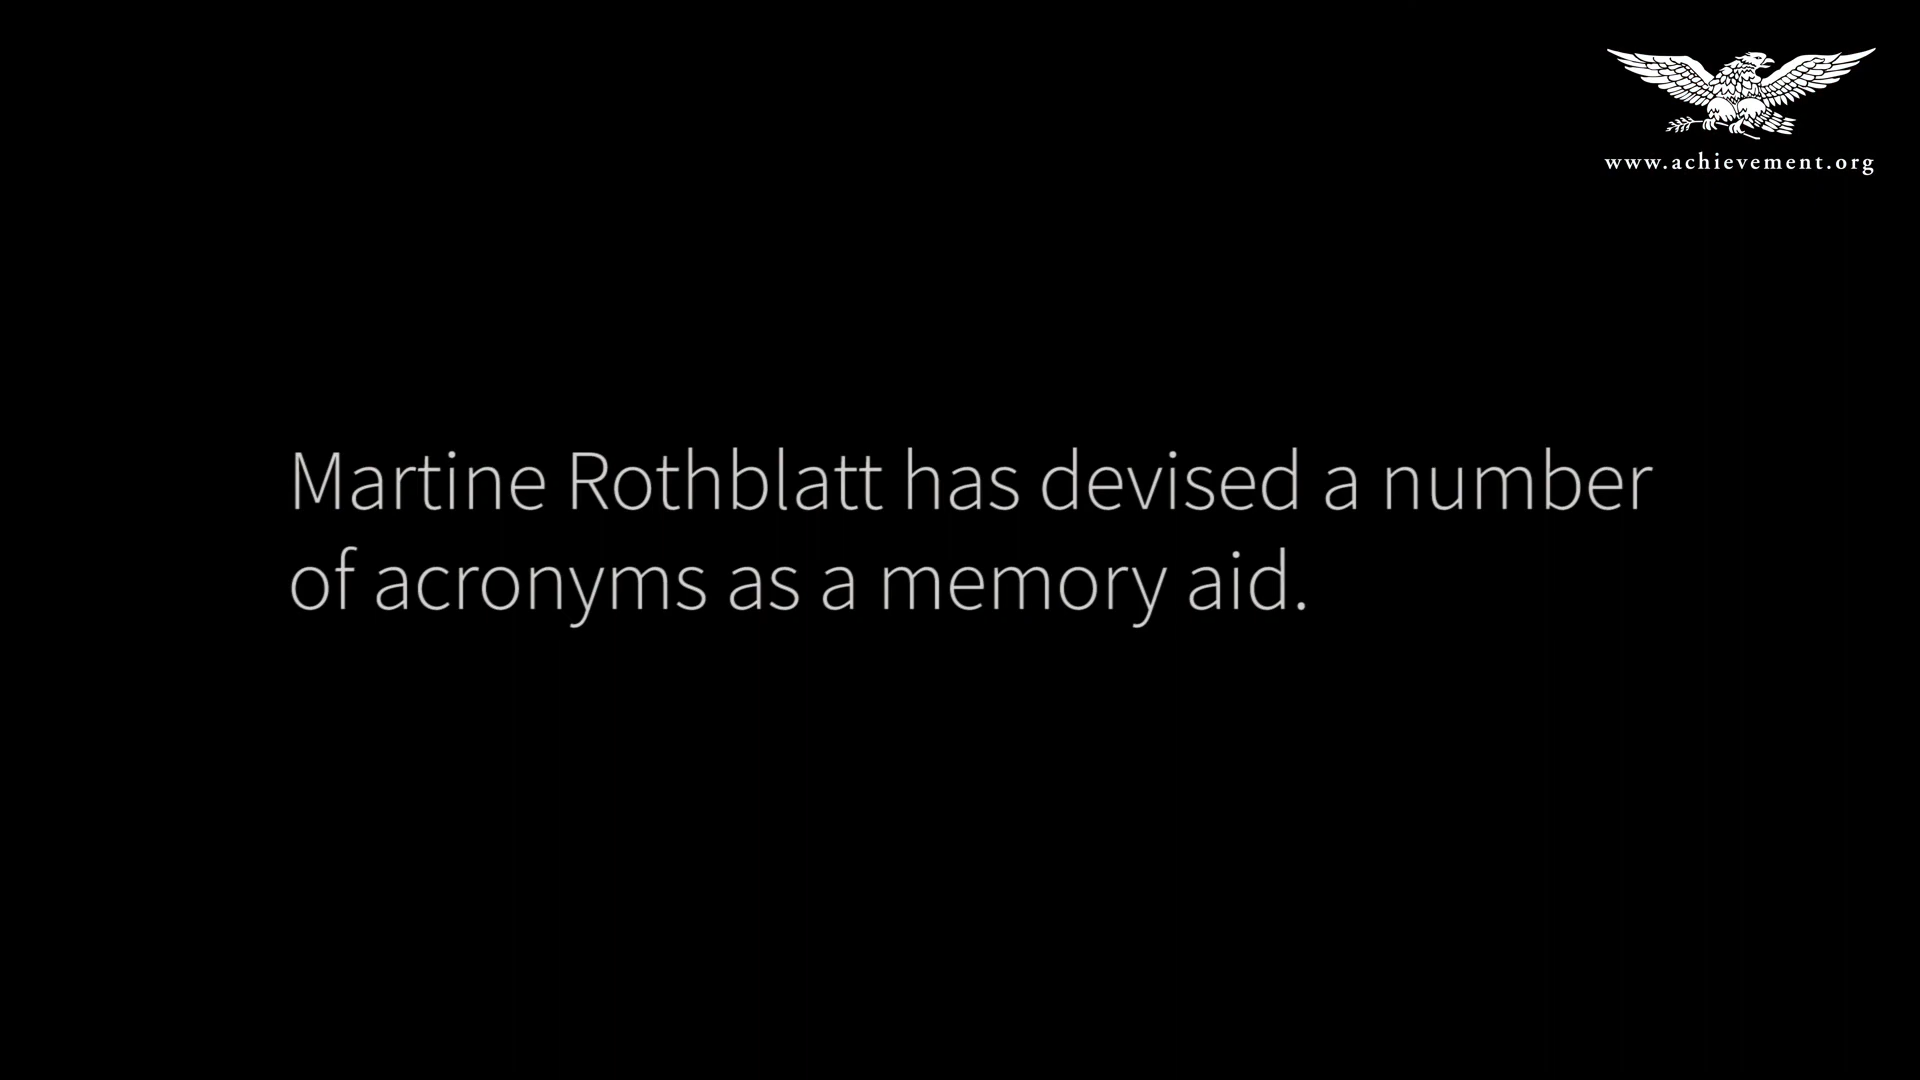 www.achievement.org
Martine Rothblatt has devised a number
of acronyms as a memory aid.